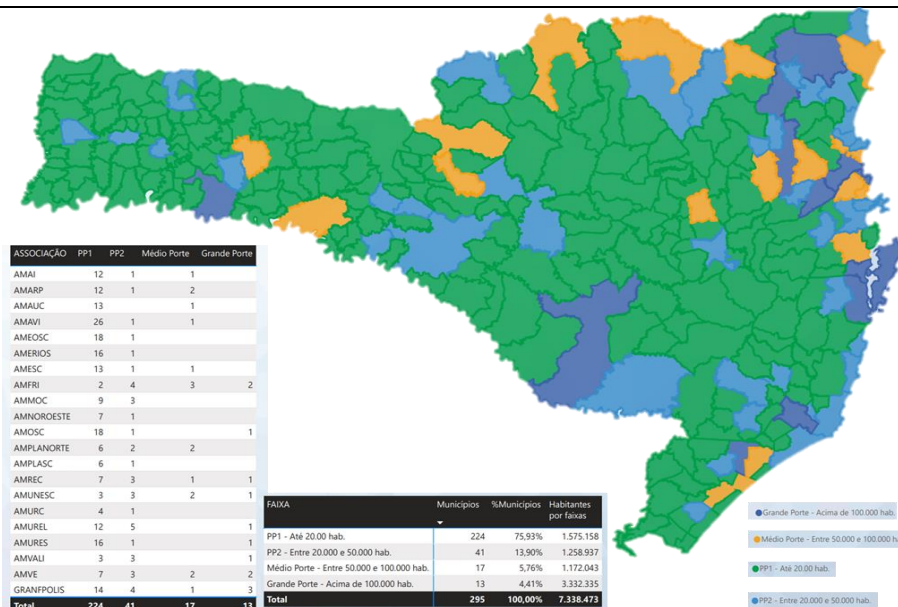 ASSOCIAÇÃO PP1 PP2 Médio Porte Grande Porte
AMAI 12 1 1
AMARP 12 1 2
AMAUC 13 1
AMAVI 26 1 1
AMEOSC 18 1
AMERIOS 16 1
AMESC 13 1 1
AMFRI 2 4 3 2
AMMOC 9 3
AMNOROESTE 7 1
AMOSC 18 1 1
AMPLANORTE 6 2 2
AMPLASC 6 1
AMREC 7 3 1 1
AMUNESC 3 3 2 1
AMURC 4 1
AMUREL 12 5 1
AMURES 16 1 1
AMVALI 3 3 1
AMVE 7 3 2 2
GRANFPOLIS 14 4 1 3
Total 224 41 17 13
FAIXA Municípios %Municípios Habitantes por faixas
PP1 - Até 20.00 hab. 224 75,93% 1.575.158
PP2 - Entre 20.000 e 50.000 hab. 41 13,90% 1.258.937
Médio Porte - Entre 50.000 e 100.000 hab. 17 5,76% 1.172.043
Grande Porte - Acima de 100.000 hab. 13 4,41% 3.332.335
Total 295 100,00% 7.338.473
Grande Porte - Acima de 100.000 hab.
Médio Porte - Entre 50.000 e 100.000 ha
PP1 - Até 20.00 hab.
PP2 - Entre 20.000 e 50.000 hab.